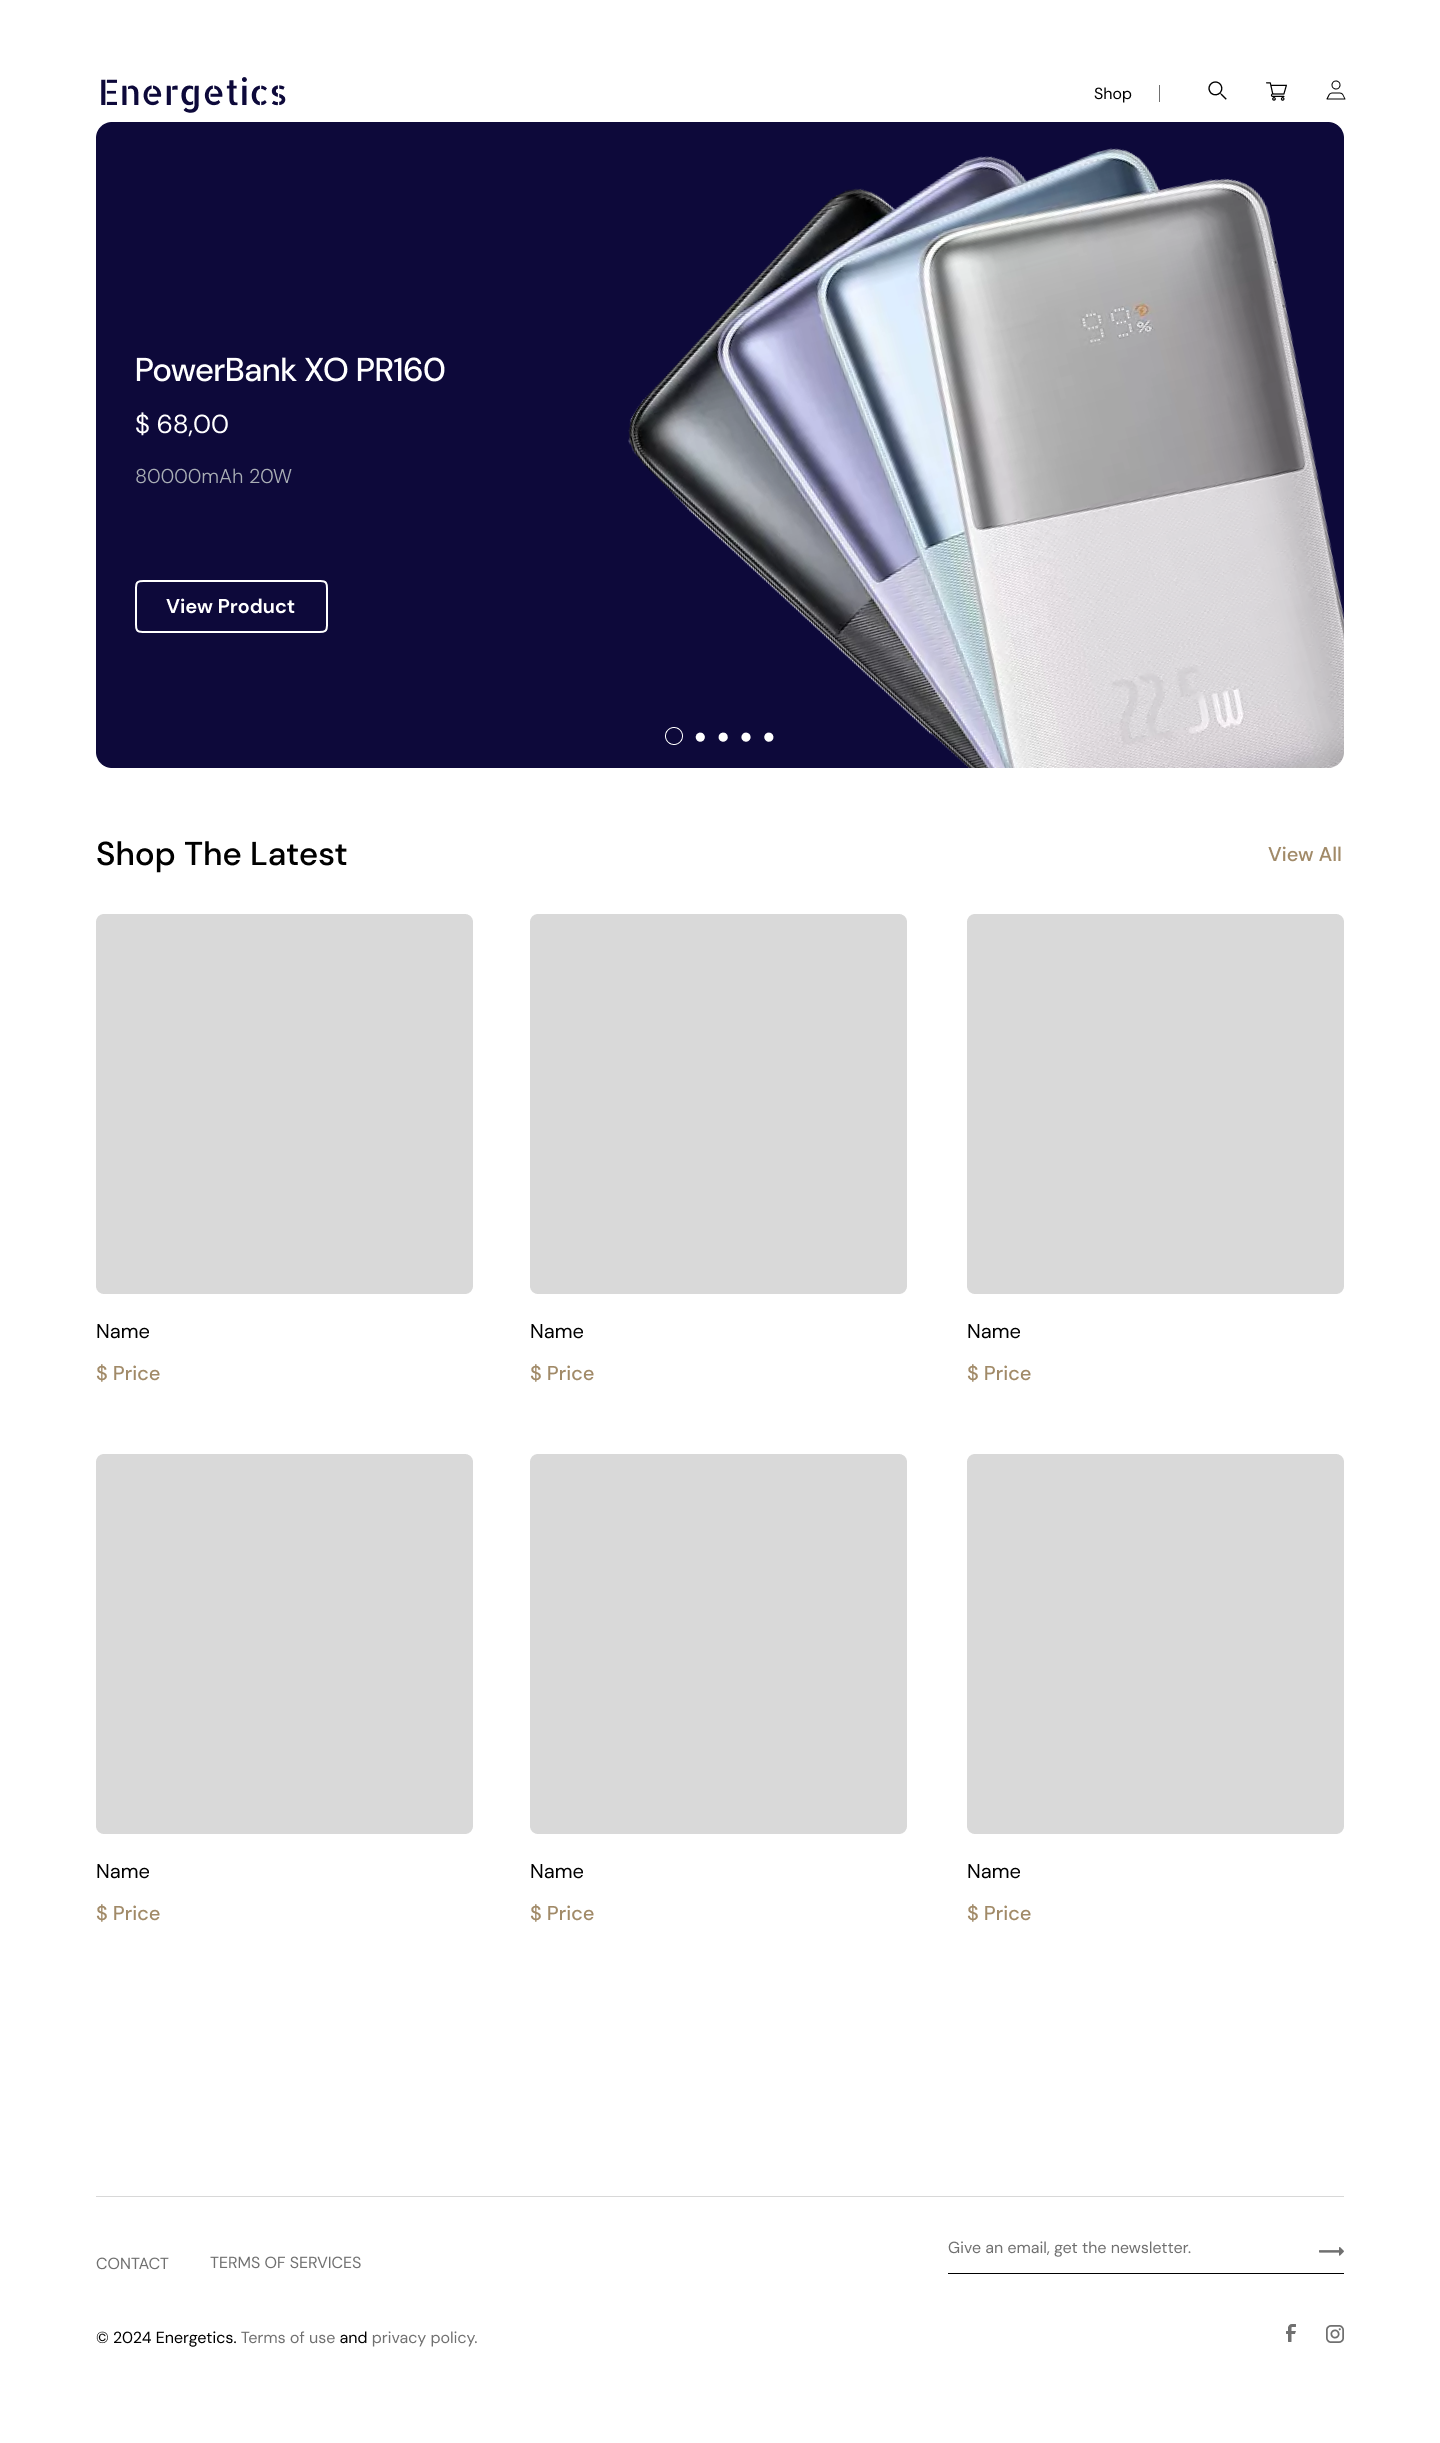 Energetics
Shop
PowerBank XO PR160
$ 68,00
80000mAh 20W
View Product
99%
22.5W
Shop The Latest
View All
Name
Name
Name
$ Price
$ Price
$ Price
Name
Name
Name
$ Price
$ Price
$ Price
CONTACT
TERMS OF SERVICES
Give an email, get the newsletter.
© 2024 Energetics. Terms of use and privacy policy.